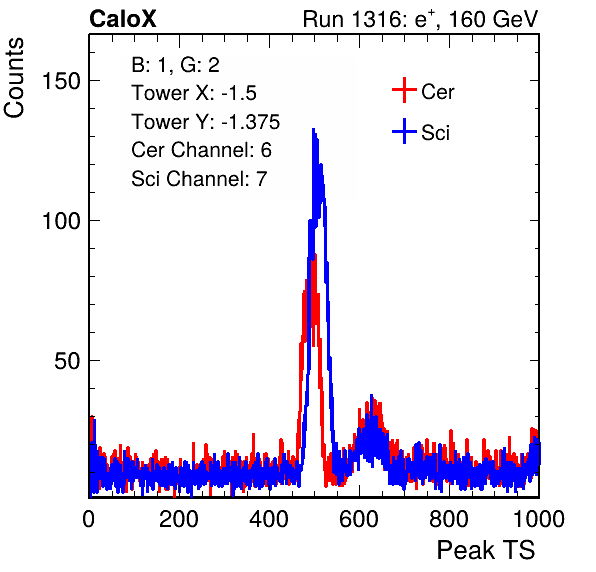 CaloX Run 1316: e+, 160 GeV
B: 1, G: 2
Tower X: -1.5
Tower Y: -1.375
Cer Channel: 6
Sci Channel: 7
Cer
Sci
Counts
150
100
50
0 200 400 600 800 1000
Peak TS